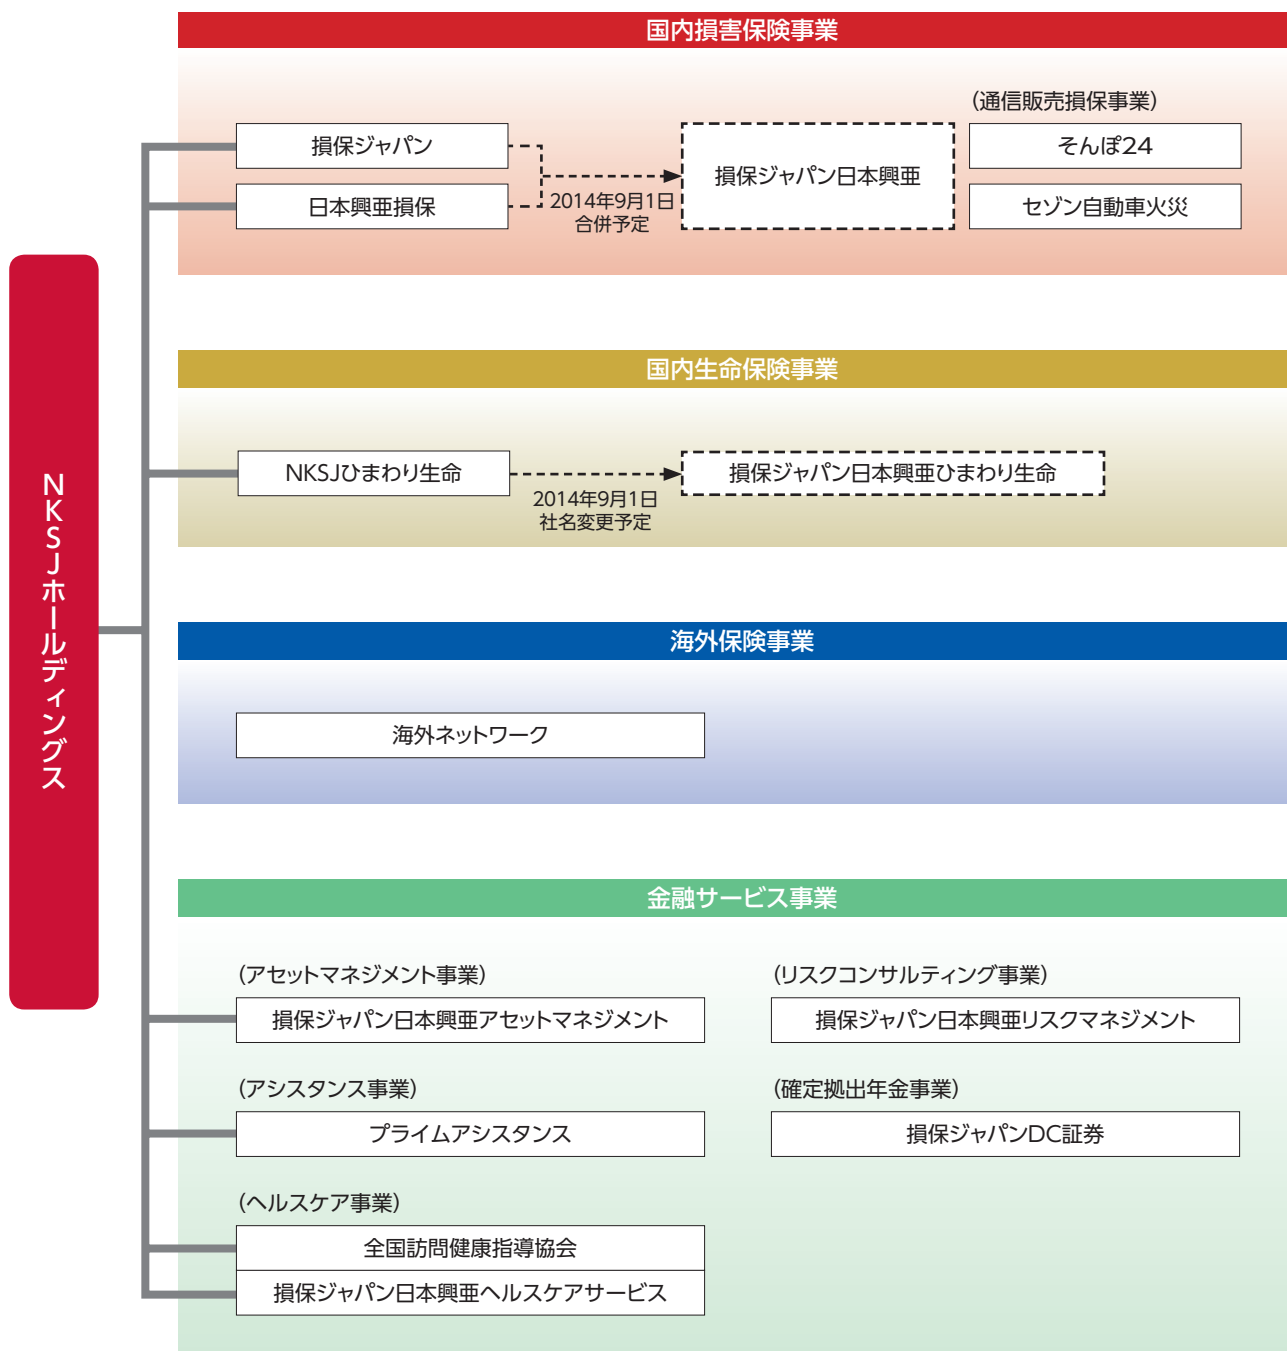 NKSJホールディングス
国内損害保険事業
損保ジャパン
日本興亜損保
2014年9月1日
合併予定
損保ジャパン日本興亜
(通信販売損保事業)
そんぽ24
セゾン自動車火災
国内生命保険事業
NKSJひまわり生命
2014年9月1日
社名変更予定
損保ジャパン日本興亜ひまわり生命
海外保険事業
海外ネットワーク
金融サービス事業
(アセットマネジメント事業)
損保ジャパン日本興亜アセットマネジメント
(リスクコンサルティング事業)
損保ジャパン日本興亜リスクマネジメント
(アシスタンス事業)
プライムアシスタンス
(確定拠出年金事業)
損保ジャパンDC証券
(ヘルスケア事業)
全国訪問健康指導協会
損保ジャパン日本興亜ヘルスケアサービス